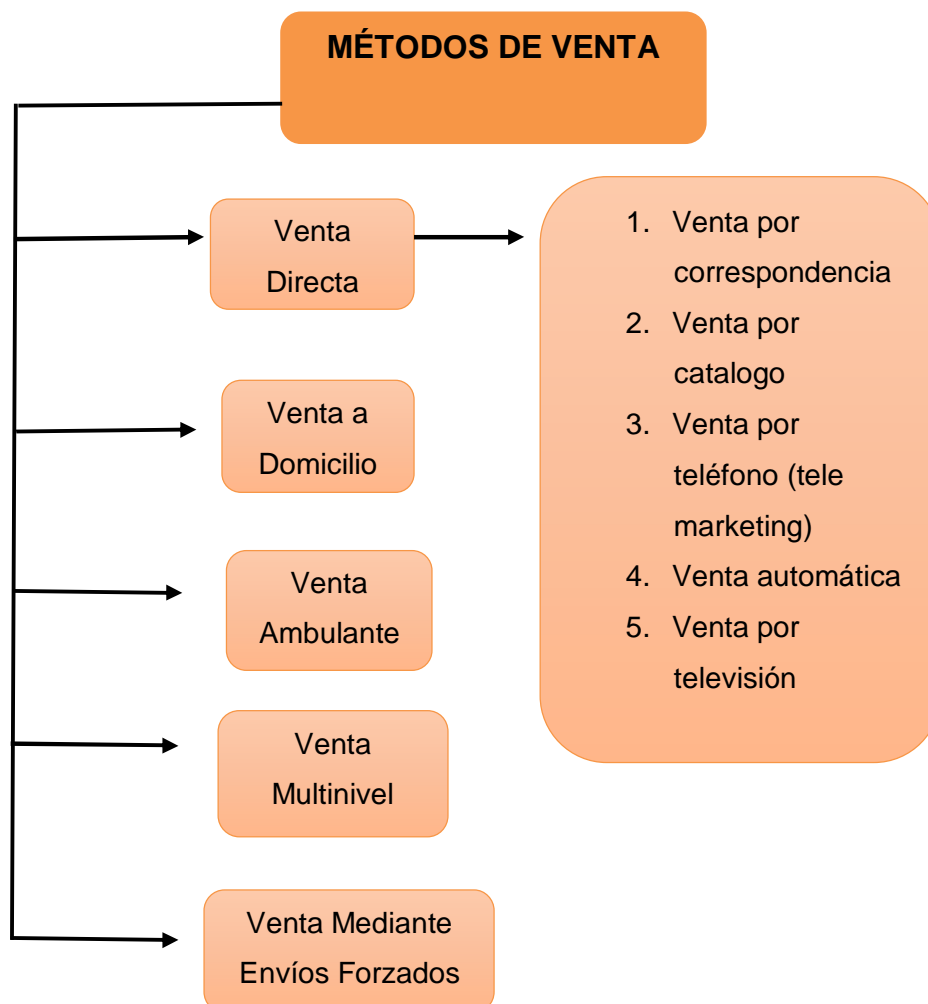 MÉTODOS DE VENTA
Venta
Directa
1. Venta por
correspondencia
2. Venta por
catalogo
3. Venta por
teléfono (tele
marketing)
4. Venta automática
5. Venta por
televisión
Venta a
Domicilio
Venta
Ambulante
Venta
Multinivel
Venta Mediante
Envíos Forzados